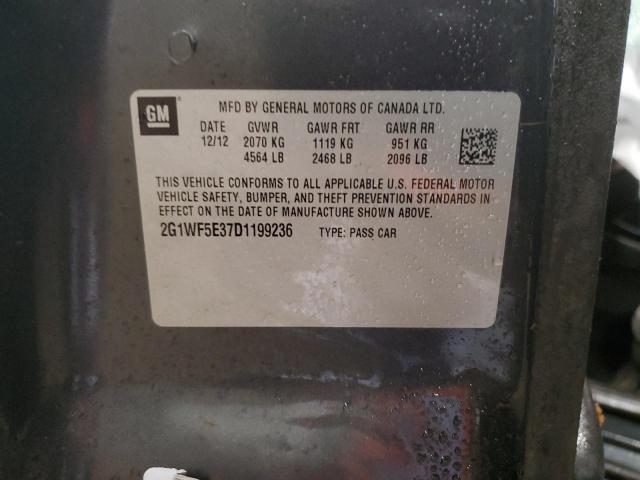 GM
MFD BY GENERAL MOTORS OF CANADA LTD.
DATE GVWR GAWR FRT GAWR RR
12/12 2070 KG 1119 KG 951 KG
4564 LB 2468 LB 2096 LB
THIS VEHICLE CONFORMS TO ALL APPLICABLE U.S. FEDERAL MOTOR
VEHICLE SAFETY, BUMPER, AND THEFT PREVENTION STANDARDS IN
EFFECT ON THE DATE OF MANUFACTURE SHOWN ABOVE.
2G1WF5E37D1199236 TYPE: PASS CAR